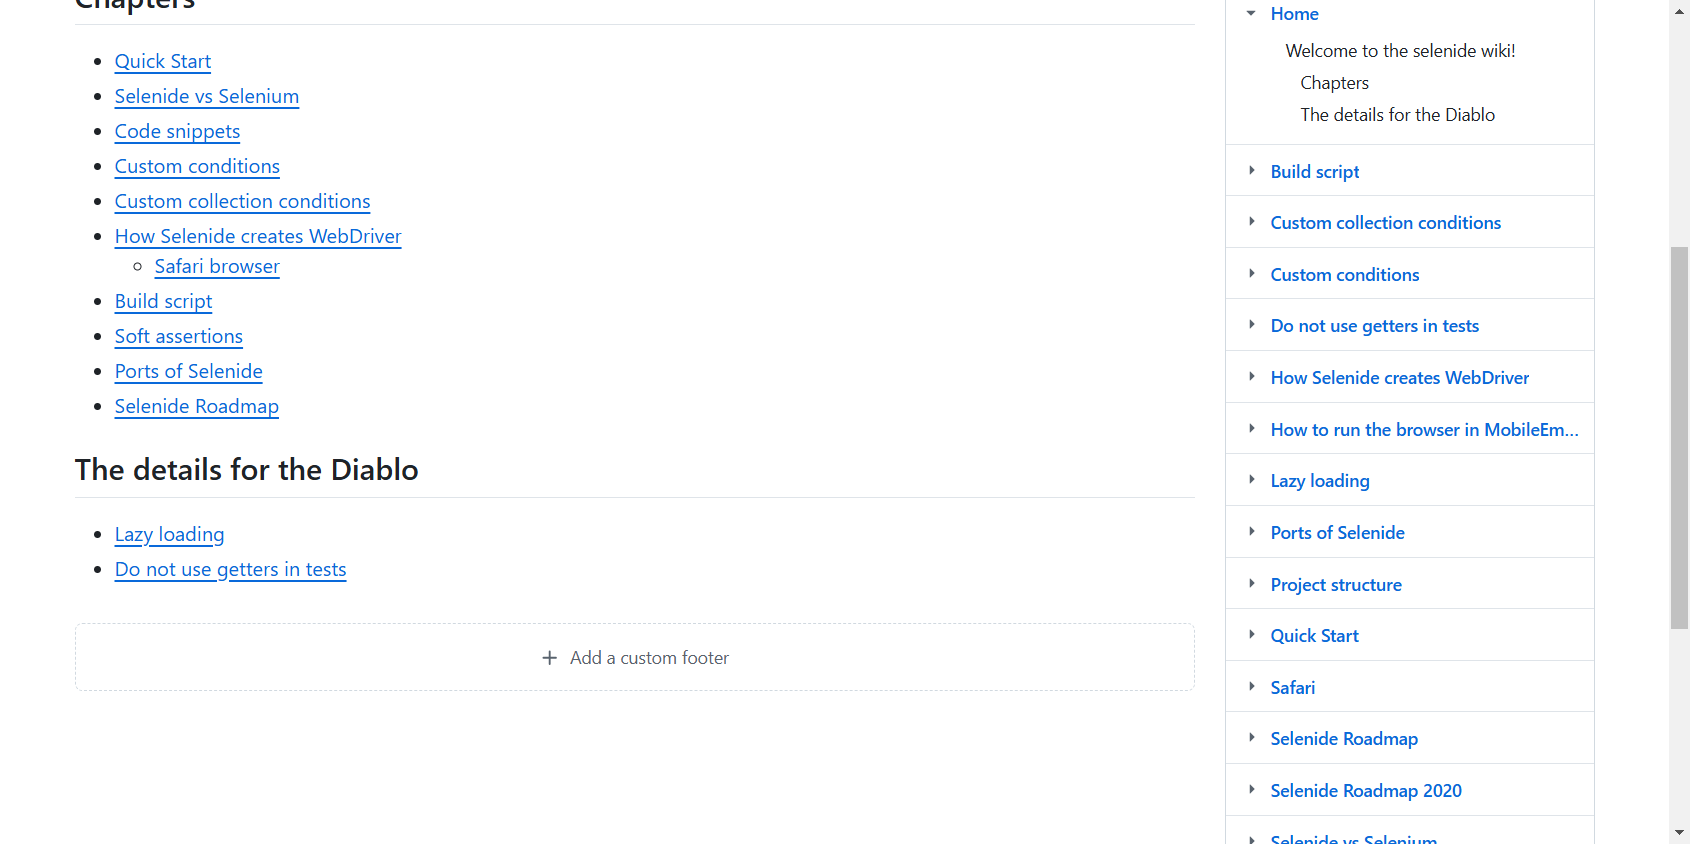 Chapters
Quick Start
Selenide vs Selenium
Code snippets
Custom conditions
Custom collection conditions
How Selenide creates WebDriver
Safari browser
Build script
Soft assertions
Ports of Selenide
Selenide Roadmap
The details for the Diablo
Lazy loading
Do not use getters in tests
Add a custom footer
Home
Welcome to the selenide wiki!
Chapters
The details for the Diablo
Build script
Custom collection conditions
Custom conditions
Do not use getters in tests
How Selenide creates WebDriver
How to run the browser in MobileEm...
Lazy loading
Ports of Selenide
Project structure
Quick Start
Safari
Selenide Roadmap
Selenide Roadmap 2020
Selenide vs Selenium